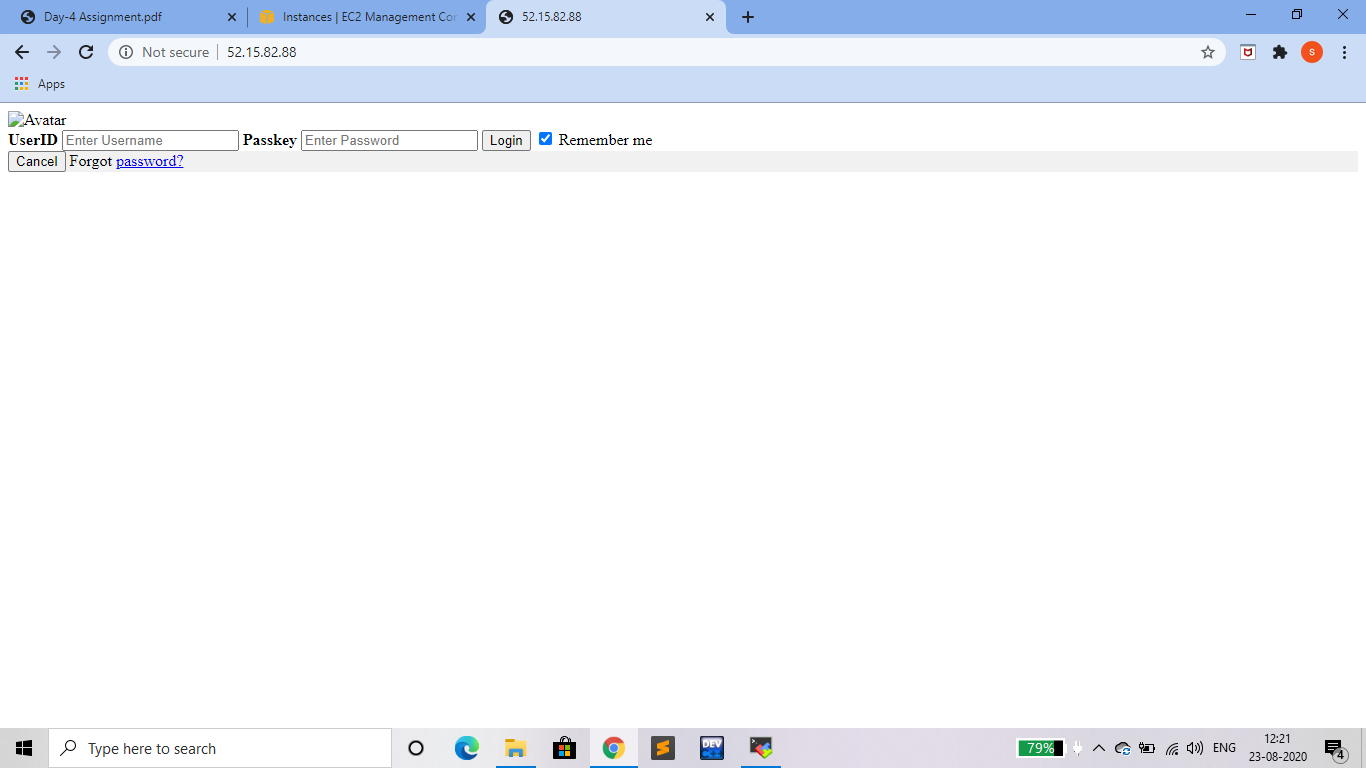 Day-4 Assignment.pdf
Instances | EC2 Management Cor
52.15.82.88
Not secure
52.15.82.88
s
Apps
Avatar
UserID Enter Username Passkey Enter Password Login Remember me
Cancel Forgot password?
Type here to search
DEV
79%
ENG
12:21
23-08-2020
4